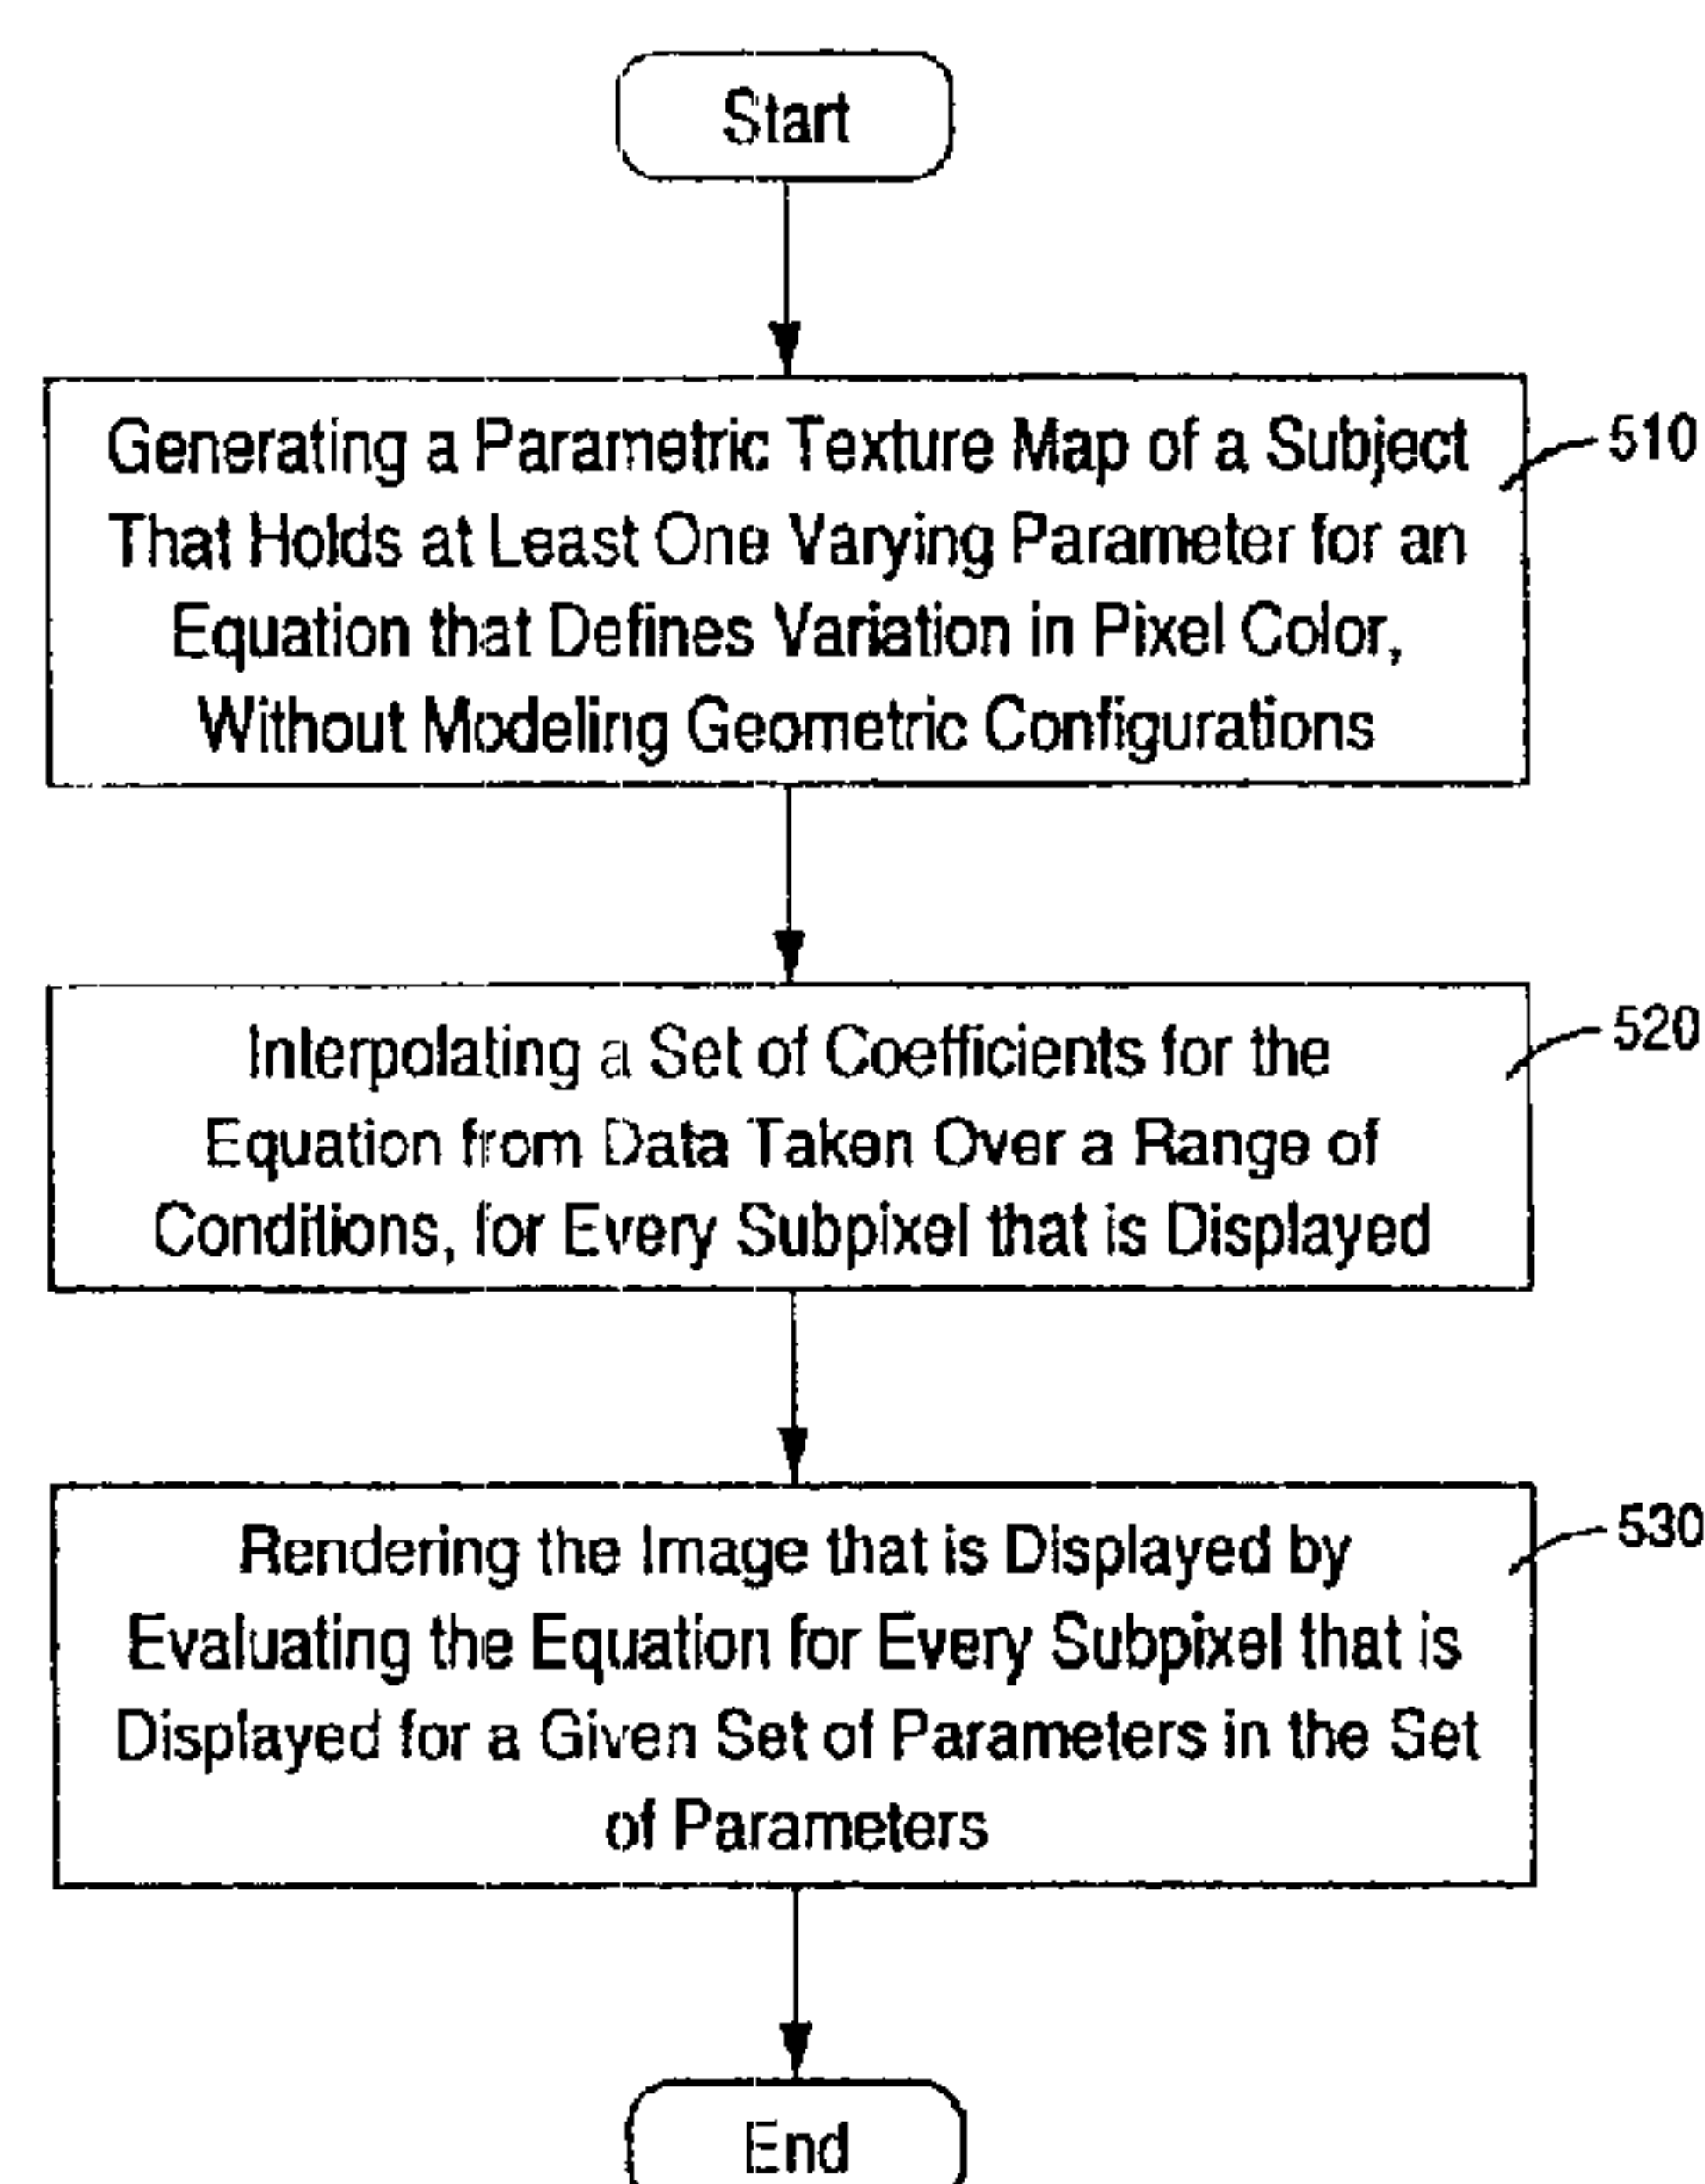 Start
Generating a Parametric Texture Map of a Subject
510
That Holds at Least One Varying Parameter for an
Equation that Defines Variation in Pixel Color,
Without Modeling Geometric Configurations
Interpolating a Set of Coefficients for the
520
Equation from Data Taken Over a Range of
Conditions, for Every Subpixel that is Displayed
Rendering the Image that is Displayed by
530
Evaluating the Equation for Every Subpixel that is
Displayed for a Given Set of Parameters in the Set
of Parameters
End